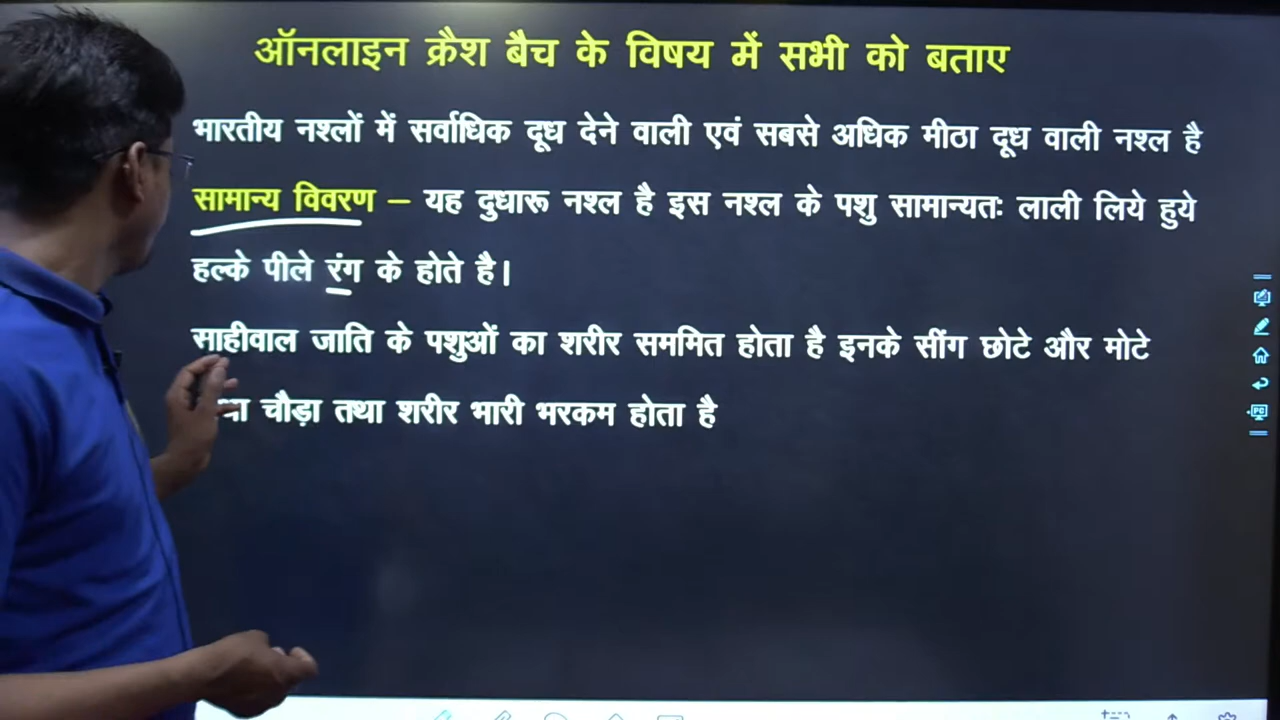 ऑनलाइन क्रैश बैच के विषय में सभी को बताए
भारतीय नश्लों में सर्वाधिक दूध देने वाली एवं सबसे अधिक मीठा दूध वाली नश्ल है
सामान्य विवरण – यह दुधारू नश्ल है इस नश्ल के पशु सामान्यतः लाली लिये हुये
हल्के पीले रंग के होते है।
साहीवाल जाति के पशुओं का शरीर सममित होता है इनके सींग छोटे और मोटे
चौड़ा तथा शरीर भारी भरकम होता है
PC